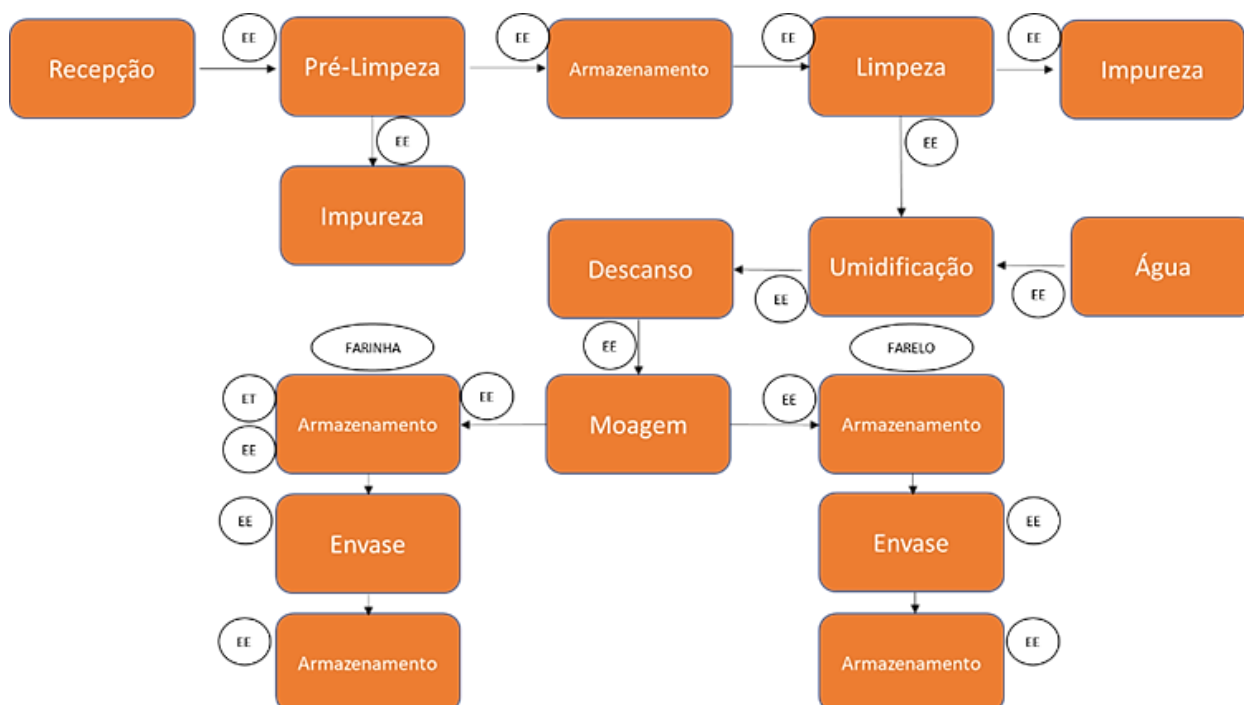 EE
EE
EE
EE
Recepção
Pré-Limpeza
Armazenamento
Limpeza
Impureza
EE
EE
Impureza
Descanso
Umidificação
Água
EE
EE
FARINHA
EE
FARELO
ET
Armazenamento
EE
Moagem
EE
Armazenamento
EE
EE
Envase
Envase
EE
EE
Armazenamento
Armazenamento
EE